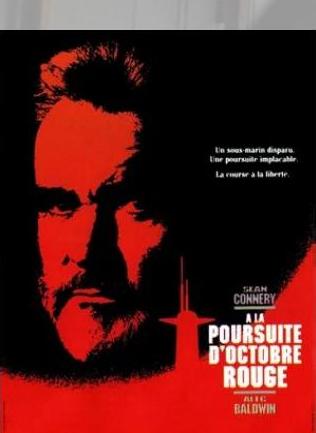 Un sous-marin disparu.
Une poursuite implacable.
La course à la liberté.
SEAN
CONNERY
A LA
POURSUITE
D'OCTOBRE
ROUGE
ALEC
BALDWIN